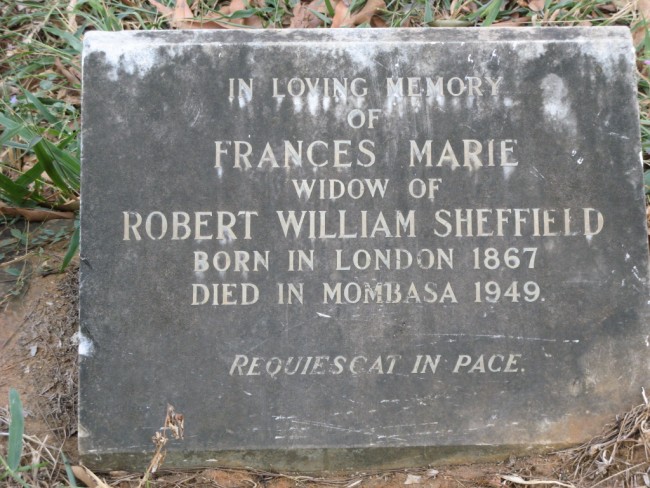 IN LOVING MEMORY
OF
FRANCES MARIE
WIDOW OF
ROBERT WILLIAM SHEFFIELD
BORN IN LONDON 1867
DIED IN MOMBASA 1949.
REQUIESCAT IN PACE.